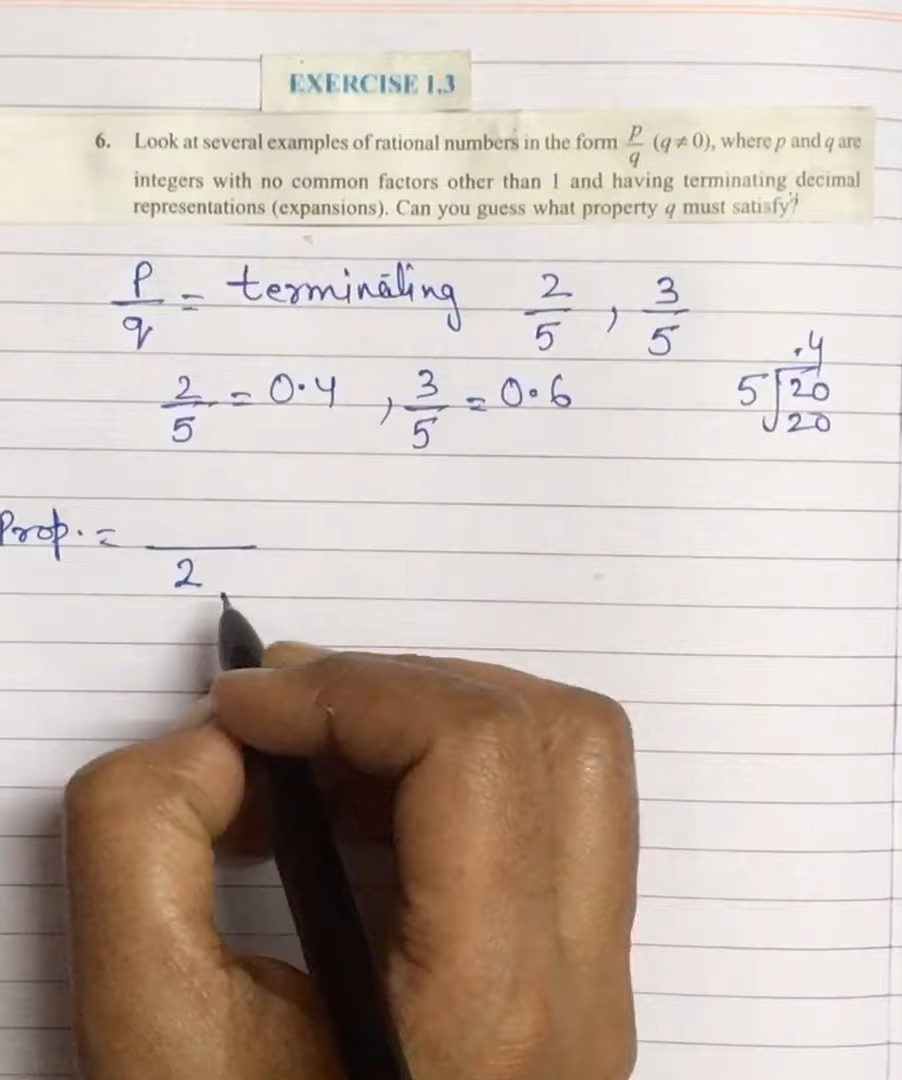 EXERCISE 1.3
6. Look at several examples of rational numbers in the form p/q (q ≠ 0), where p and q are
integers with no common factors other than 1 and having terminating decimal
representations (expansions). Can you guess what property q must satisfy?
p/q = terminating 2/5 , 3/5
2/5 = 0.4 , 3/5 = 0.6
.4
5 20
20
Prop. =
2